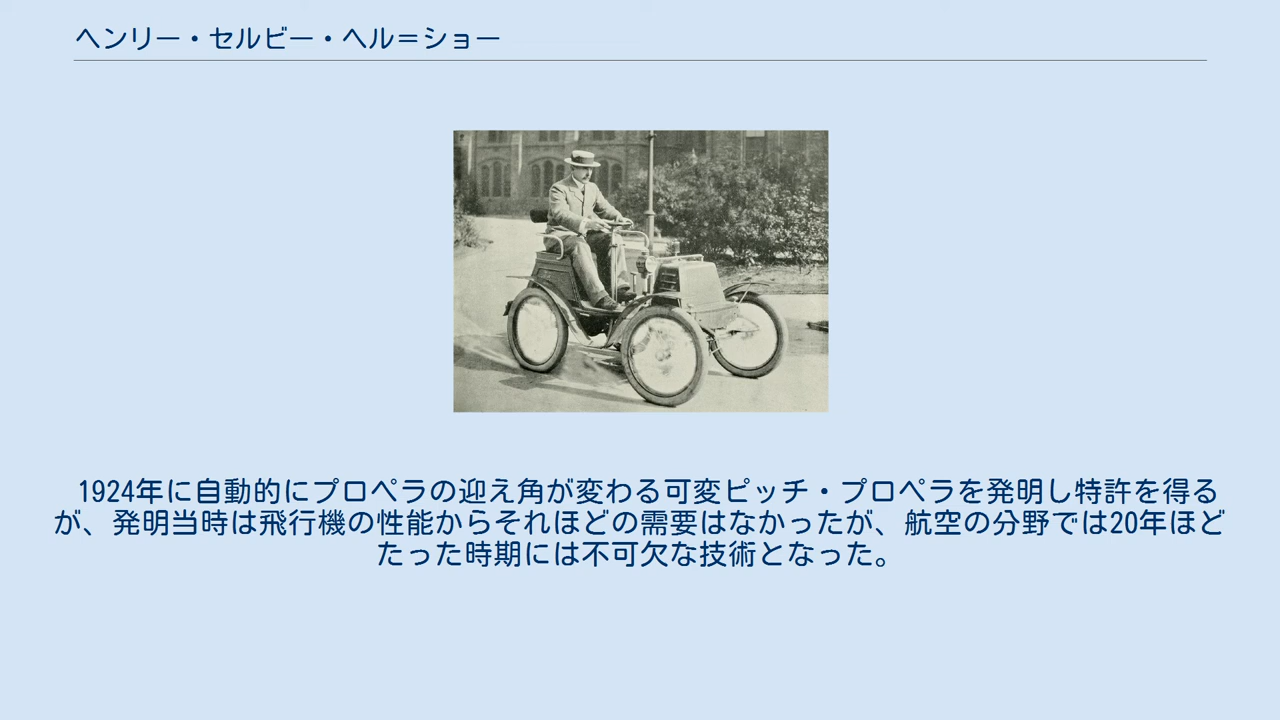 ヘンリー・セルビー・ヘル＝ショー
1924年に自動的にプロペラの迎え角が変わる可変ピッチ・プロペラを発明し特許を得る
が、発明当時は飛行機の性能からそれほどの需要はなかったが、航空の分野では20年ほど
たった時期には不可欠な技術となった。